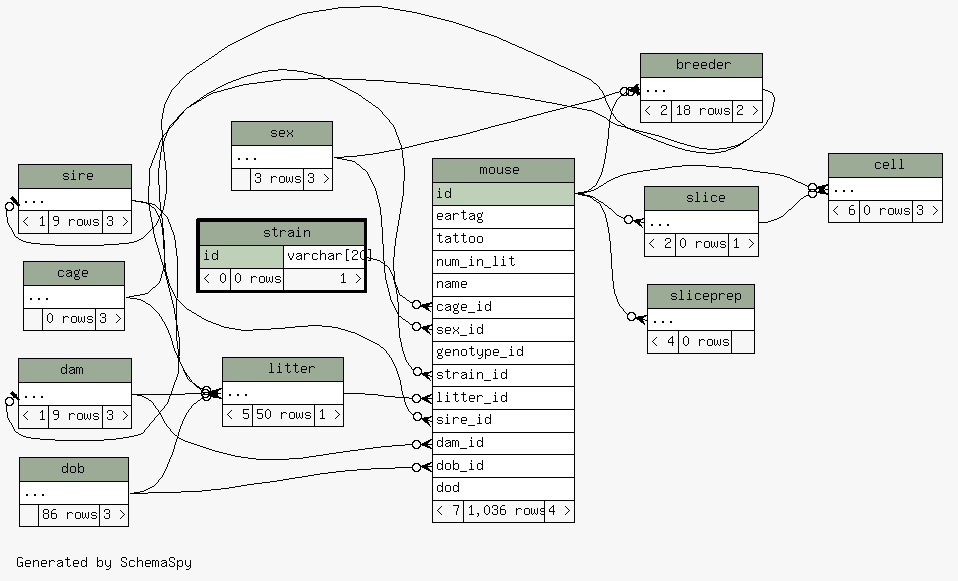 breeder
...
< 2 18 rows 2 >
sex
...
3 rows 3 >
sire
...
< 1 9 rows 3 >
mouse
id
eartag
tattoo
num_in_lit
name
cage_id
sex_id
genotype_id
strain_id
litter_id
sire_id
dam_id
dob_id
dod
< 7 1,036 rows 4 >
cell
...
< 6 0 rows 3 >
slice
...
< 2 0 rows 1 >
strain
id varchar[20]
< 0 0 rows 1 >
cage
...
0 rows 3 >
sliceprep
...
< 4 0 rows
dam
...
< 1 9 rows 3 >
litter
...
< 5 50 rows 1 >
dob
...
86 rows 3 >
Generated by SchemaSpy